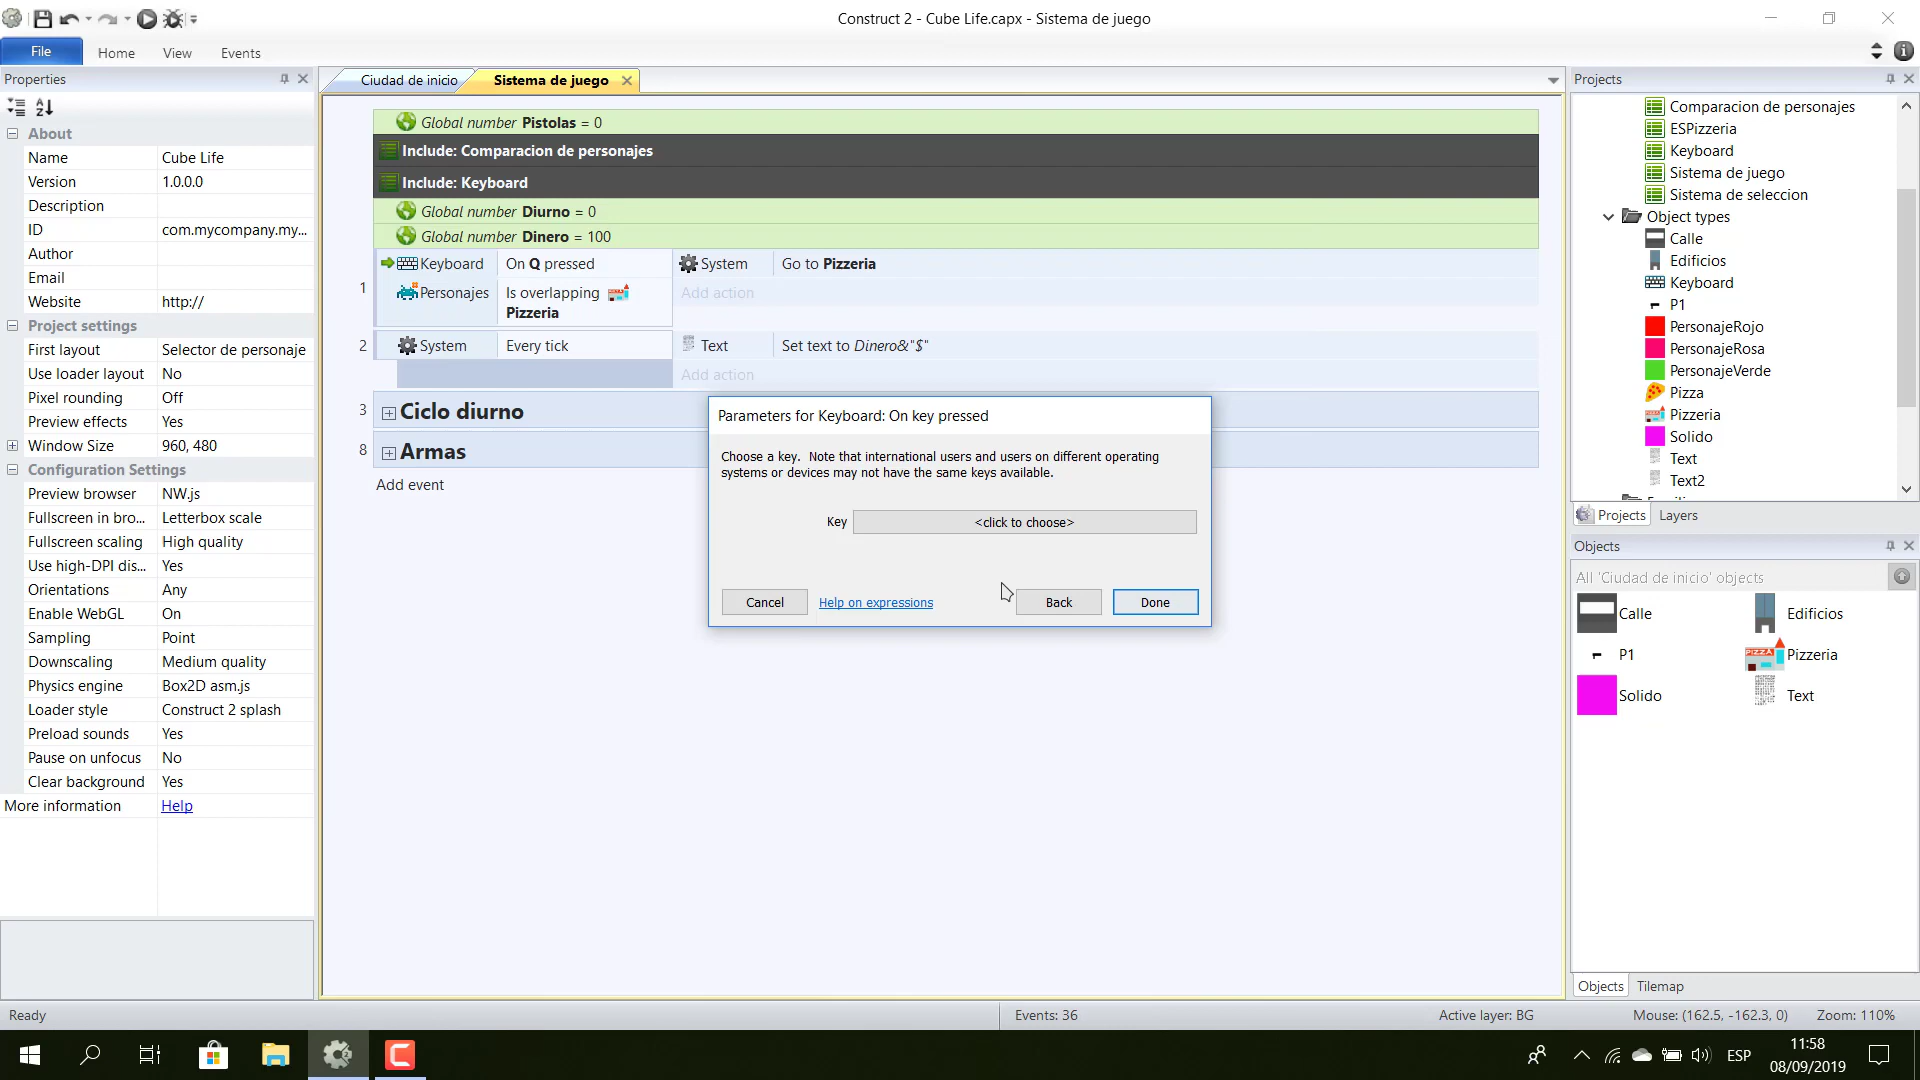 Construct 2 - Cube Life.capx - Sistema de juego
File
Home
View
Events
Properties
About
Name Cube Life
Version 1.0.0.0
Description
ID com.mycompany.my...
Author
Email
Website http://
Project settings
First layout Selector de personaje
Use loader layout No
Pixel rounding Off
Preview effects Yes
Window Size 960, 480
Configuration Settings
Preview browser NW.js
Fullscreen in bro... Letterbox scale
Fullscreen scaling High quality
Use high-DPI dis... Yes
Orientations Any
Enable WebGL On
Sampling Point
Downscaling Medium quality
Physics engine Box2D asm.js
Loader style Construct 2 splash
Preload sounds Yes
Pause on unfocus No
Clear background Yes
More information Help
Ciudad de inicio
Sistema de juego
Global number Pistolas = 0
Include: Comparacion de personajes
Include: Keyboard
Global number Diurno = 0
Global number Dinero = 100
1
Keyboard On Q pressed
System Go to Pizzeria
Personajes Is overlapping
Pizzeria
Add action
2
System Every tick
Text Set text to Dinero&"$"
Add action
3 Ciclo diurno
8 Armas
Add event
Parameters for Keyboard: On key pressed
Choose a key. Note that international users and users on different operating
systems or devices may not have the same keys available.
Key <click to choose>
Cancel
Help on expressions
Back
Done
Projects
Comparacion de personajes
ESPizzeria
Keyboard
Sistema de juego
Sistema de seleccion
Object types
Calle
Edificios
Keyboard
P1
PersonajeRojo
PersonajeRosa
PersonajeVerde
Pizza
Pizzeria
Solido
Text
Text2
Projects
Layers
Objects
All 'Ciudad de inicio' objects
Calle
Edificios
P1
PIZZA
Pizzeria
Solido
Text
Objects
Tilemap
Ready
Events: 36
Active layer: BG
Mouse: (162.5, -162.3, 0)
Zoom: 110%
ESP
11:58
08/09/2019